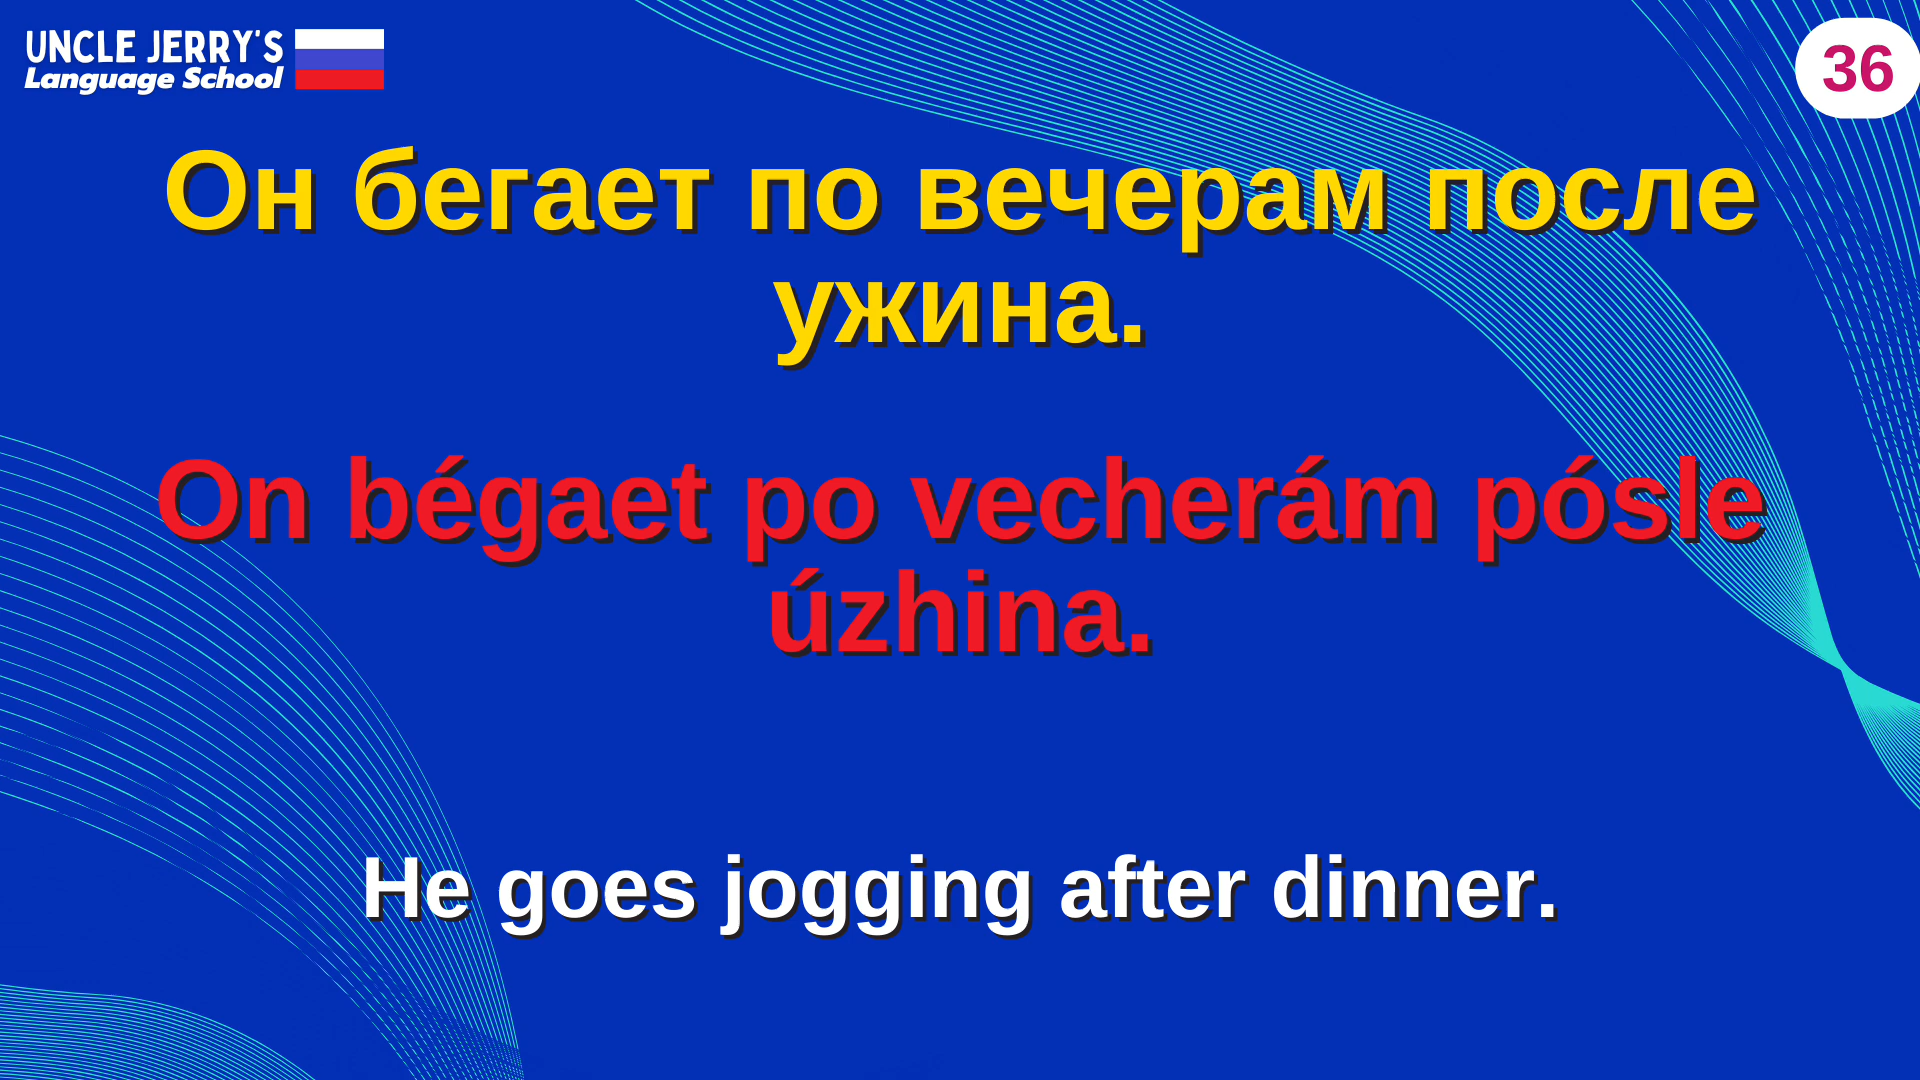 UNCLE JERRY'S
Language School
36
Он бегает по вечерам после
ужина.
On bégaet po vecherám pósle
úzhina.
He goes jogging after dinner.